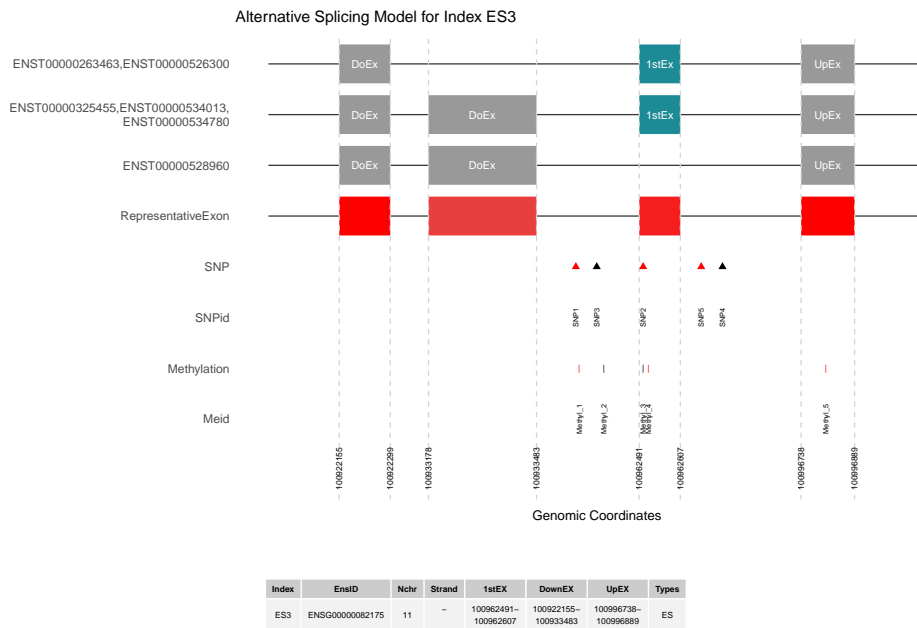 Alternative Splicing Model for Index ES3
ENST00000263463,ENST00000526300
DoEx 1stEx UpEx
ENST00000325455,ENST00000534013,
ENST00000534780
DoEx DoEx 1stEx UpEx
ENST00000528960
DoEx DoEx UpEx
RepresentativeExon
SNP
SNPid
SNP1 SNP3 SNP2 SNP5 SNP4
Methylation
Meid
Methyl_1 Methyl_2 Methyl_3 Methyl_4 Methyl_5
100922155 100922299 100933178 100933483 100962491 100962607 100996738 100996889
Genomic Coordinates
Index EnsID Nchr Strand 1stEX DownEX UpEX Types
ES3 ENSG00000082175 11 – 100962491– 100922155– 100996738– ES
100962607 100933483 100996889